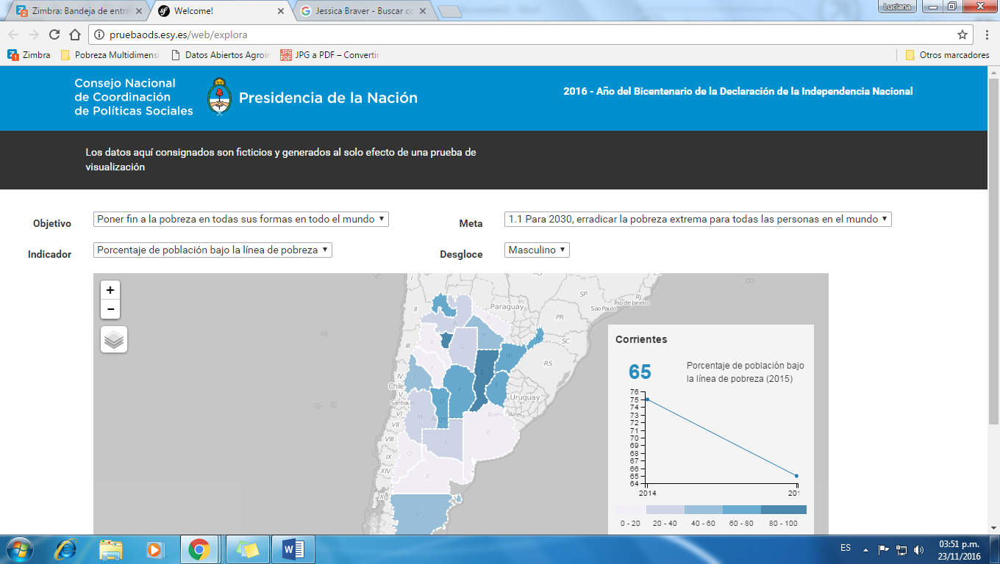 Zimbra: Bandeja de entra
Welcome!
Jessica Braver - Buscar co
Luciana
pruebaods.esy.es/web/explora
Zimbra
Pobreza Multidimensi
Datos Abiertos Agroin
JPG a PDF – Convertir
Otros marcadores
Consejo Nacional
de Coordinación
de Políticas Sociales
Presidencia de la Nación
2016 - Año del Bicentenario de la Declaración de la Independencia Nacional
Los datos aquí consignados son ficticios y generados al solo efecto de una prueba de
visualización
Objetivo
Poner fin a la pobreza en todas sus formas en todo el mundo
Meta
1.1 Para 2030, erradicar la pobreza extrema para todas las personas en el mundo
Indicador
Porcentaje de población bajo la línea de pobreza
Desgloce
Masculino
+
−
Paraguay
SP
RJ
Rio de Janeiro
Sao Paulo
PR
SC
RS
Uruguay
II
III
IV
Chile
V
Santiago
VI
VII
VIII
IX
XIV
A
P
H
K
G
W
F
S
E
J
X
D
M
L
B
Q
R
U
Corrientes
65
Porcentaje de población bajo
la línea de pobreza (2015)
76
75
74
73
72
71
70
69
68
67
66
65
64
2014
201
0 - 20
20 - 40
40 - 60
60 - 80
80 - 100
ES
03:51 p.m.
23/11/2016